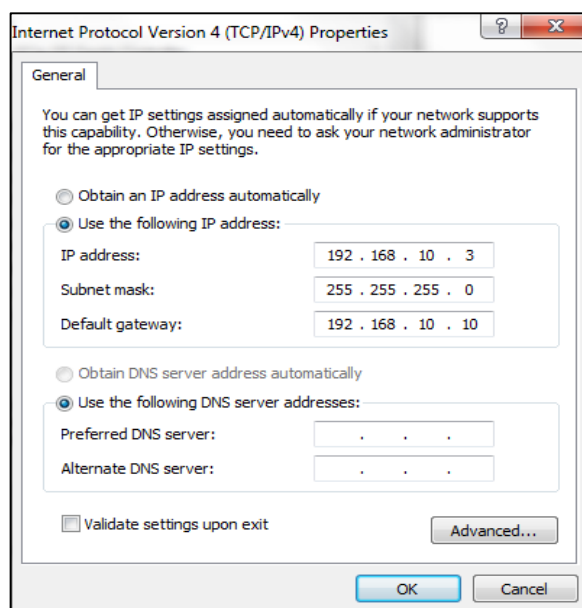 Internet Protocol Version 4 (TCP/IPv4) Properties
General
You can get IP settings assigned automatically if your network supports
this capability. Otherwise, you need to ask your network administrator
for the appropriate IP settings.
Obtain an IP address automatically
Use the following IP address:
IP address: 192 . 168 . 10 . 3
Subnet mask: 255 . 255 . 255 . 0
Default gateway: 192 . 168 . 10 . 10
Obtain DNS server address automatically
Use the following DNS server addresses:
Preferred DNS server: . . .
Alternate DNS server: . . .
Validate settings upon exit
Advanced...
OK Cancel